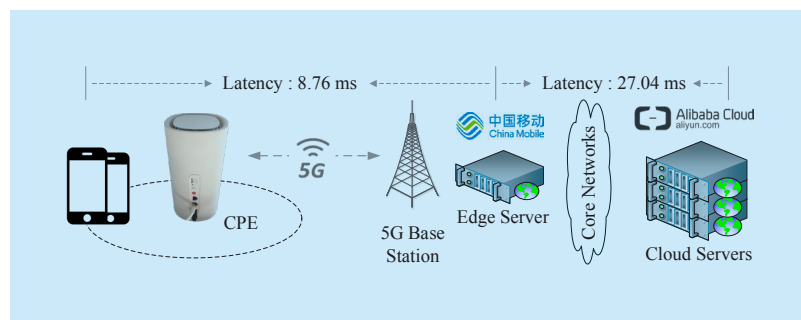 Latency : 8.76 ms
Latency : 27.04 ms
中国移动
China Mobile
Alibaba Cloud
aliyun.com
5G
CPE
5G Base
Station
Edge Server
Core Networks
Cloud Servers